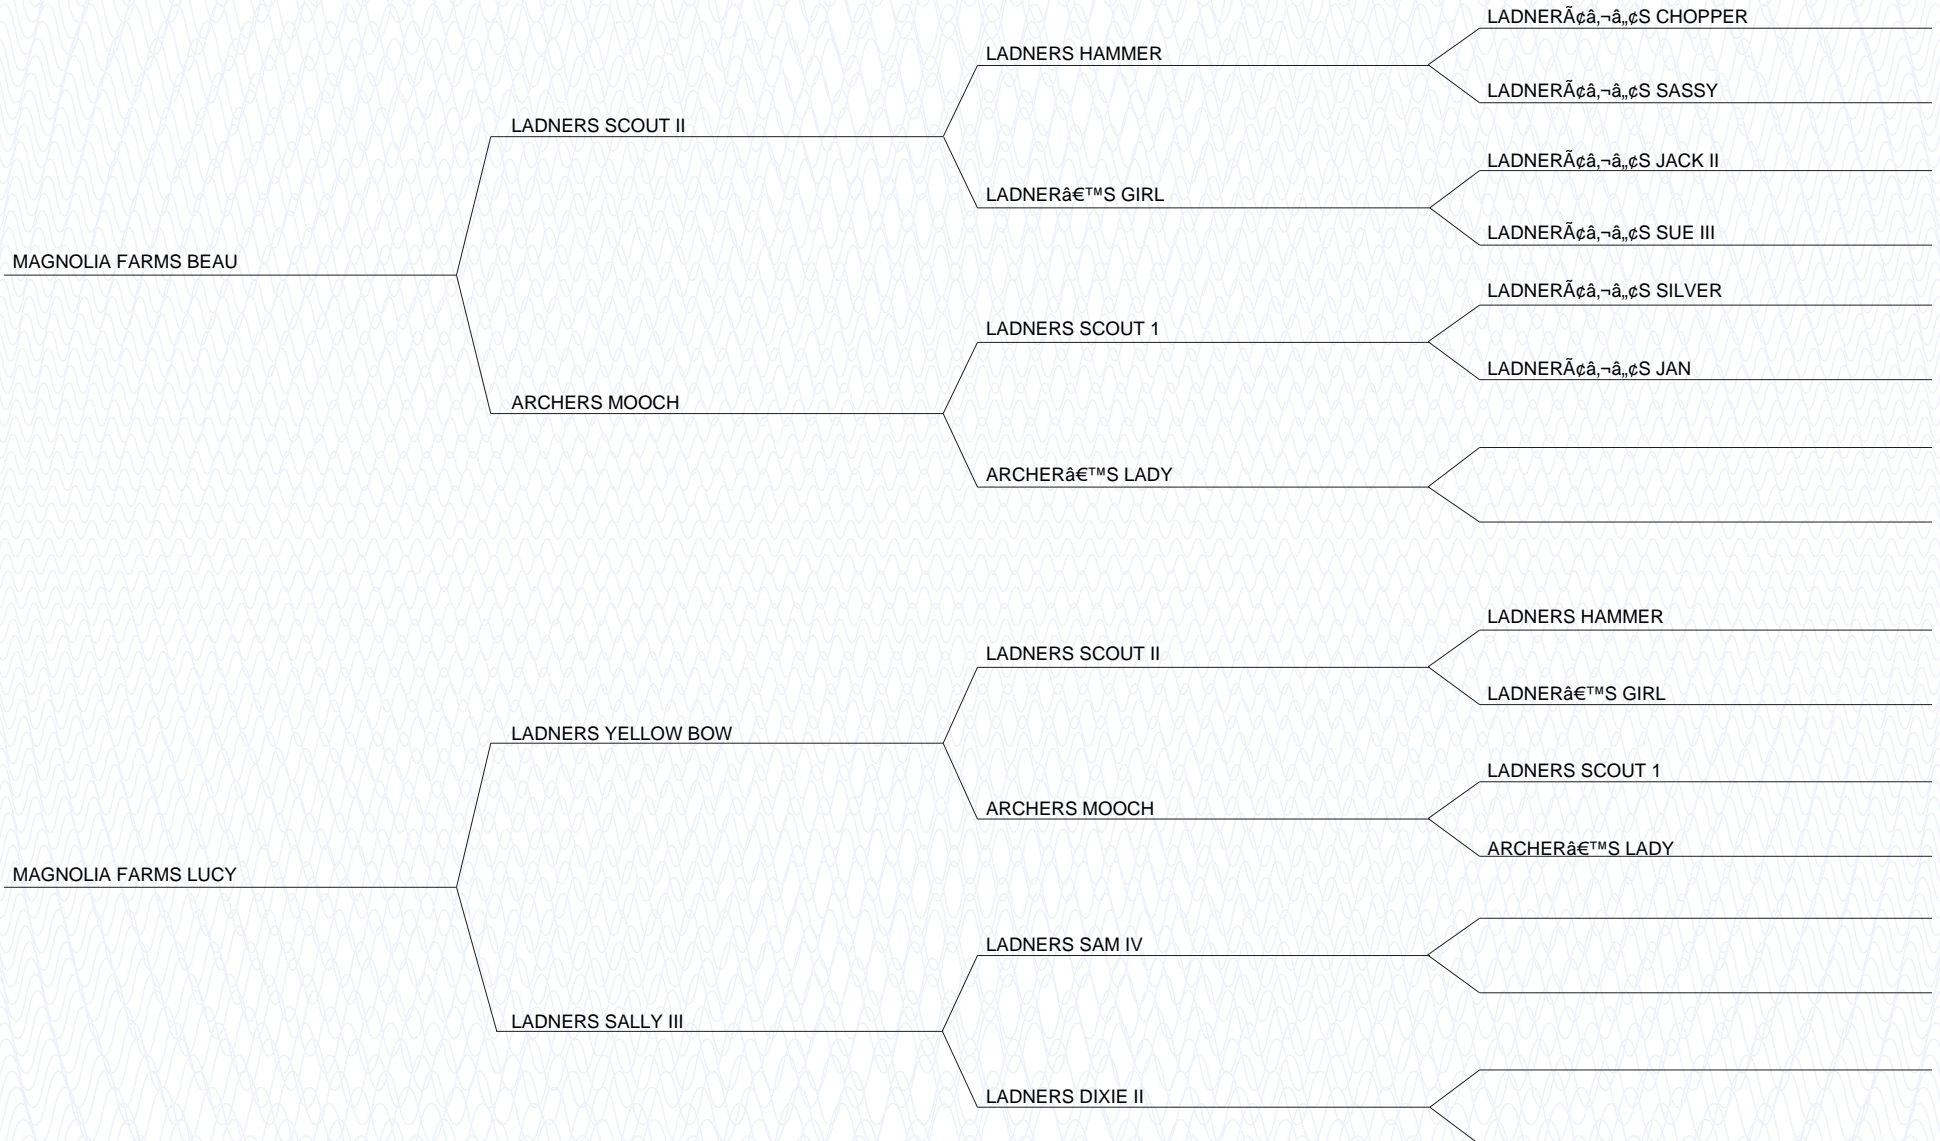 LADNERÃ¢â‚¬â„¢S CHOPPER
LADNERS HAMMER
LADNERÃ¢â‚¬â„¢S SASSY
LADNERS SCOUT II
LADNERÃ¢â‚¬â„¢S JACK II
LADNERâ€™S GIRL
LADNERÃ¢â‚¬â„¢S SUE III
MAGNOLIA FARMS BEAU
LADNERÃ¢â‚¬â„¢S SILVER
LADNERS SCOUT 1
LADNERÃ¢â‚¬â„¢S JAN
ARCHERS MOOCH
ARCHERâ€™S LADY
LADNERS HAMMER
LADNERS SCOUT II
LADNERâ€™S GIRL
LADNERS YELLOW BOW
LADNERS SCOUT 1
ARCHERS MOOCH
ARCHERâ€™S LADY
MAGNOLIA FARMS LUCY
LADNERS SAM IV
LADNERS SALLY III
LADNERS DIXIE II